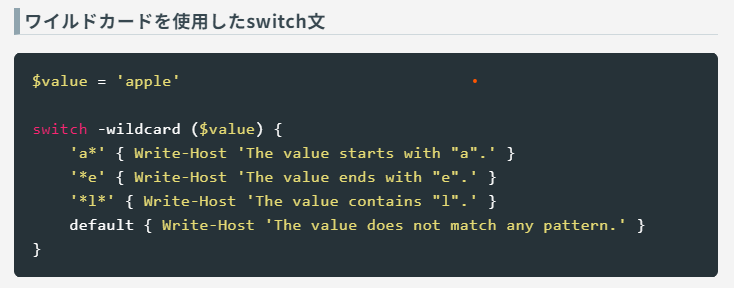 ワイルドカードを使用したswitch文
$value = 'apple'
switch -wildcard ($value) {
    'a*' { Write-Host 'The value starts with "a".' }
    '*e' { Write-Host 'The value ends with "e".' }
    '*l*' { Write-Host 'The value contains "l".' }
    default { Write-Host 'The value does not match any pattern.' }
}